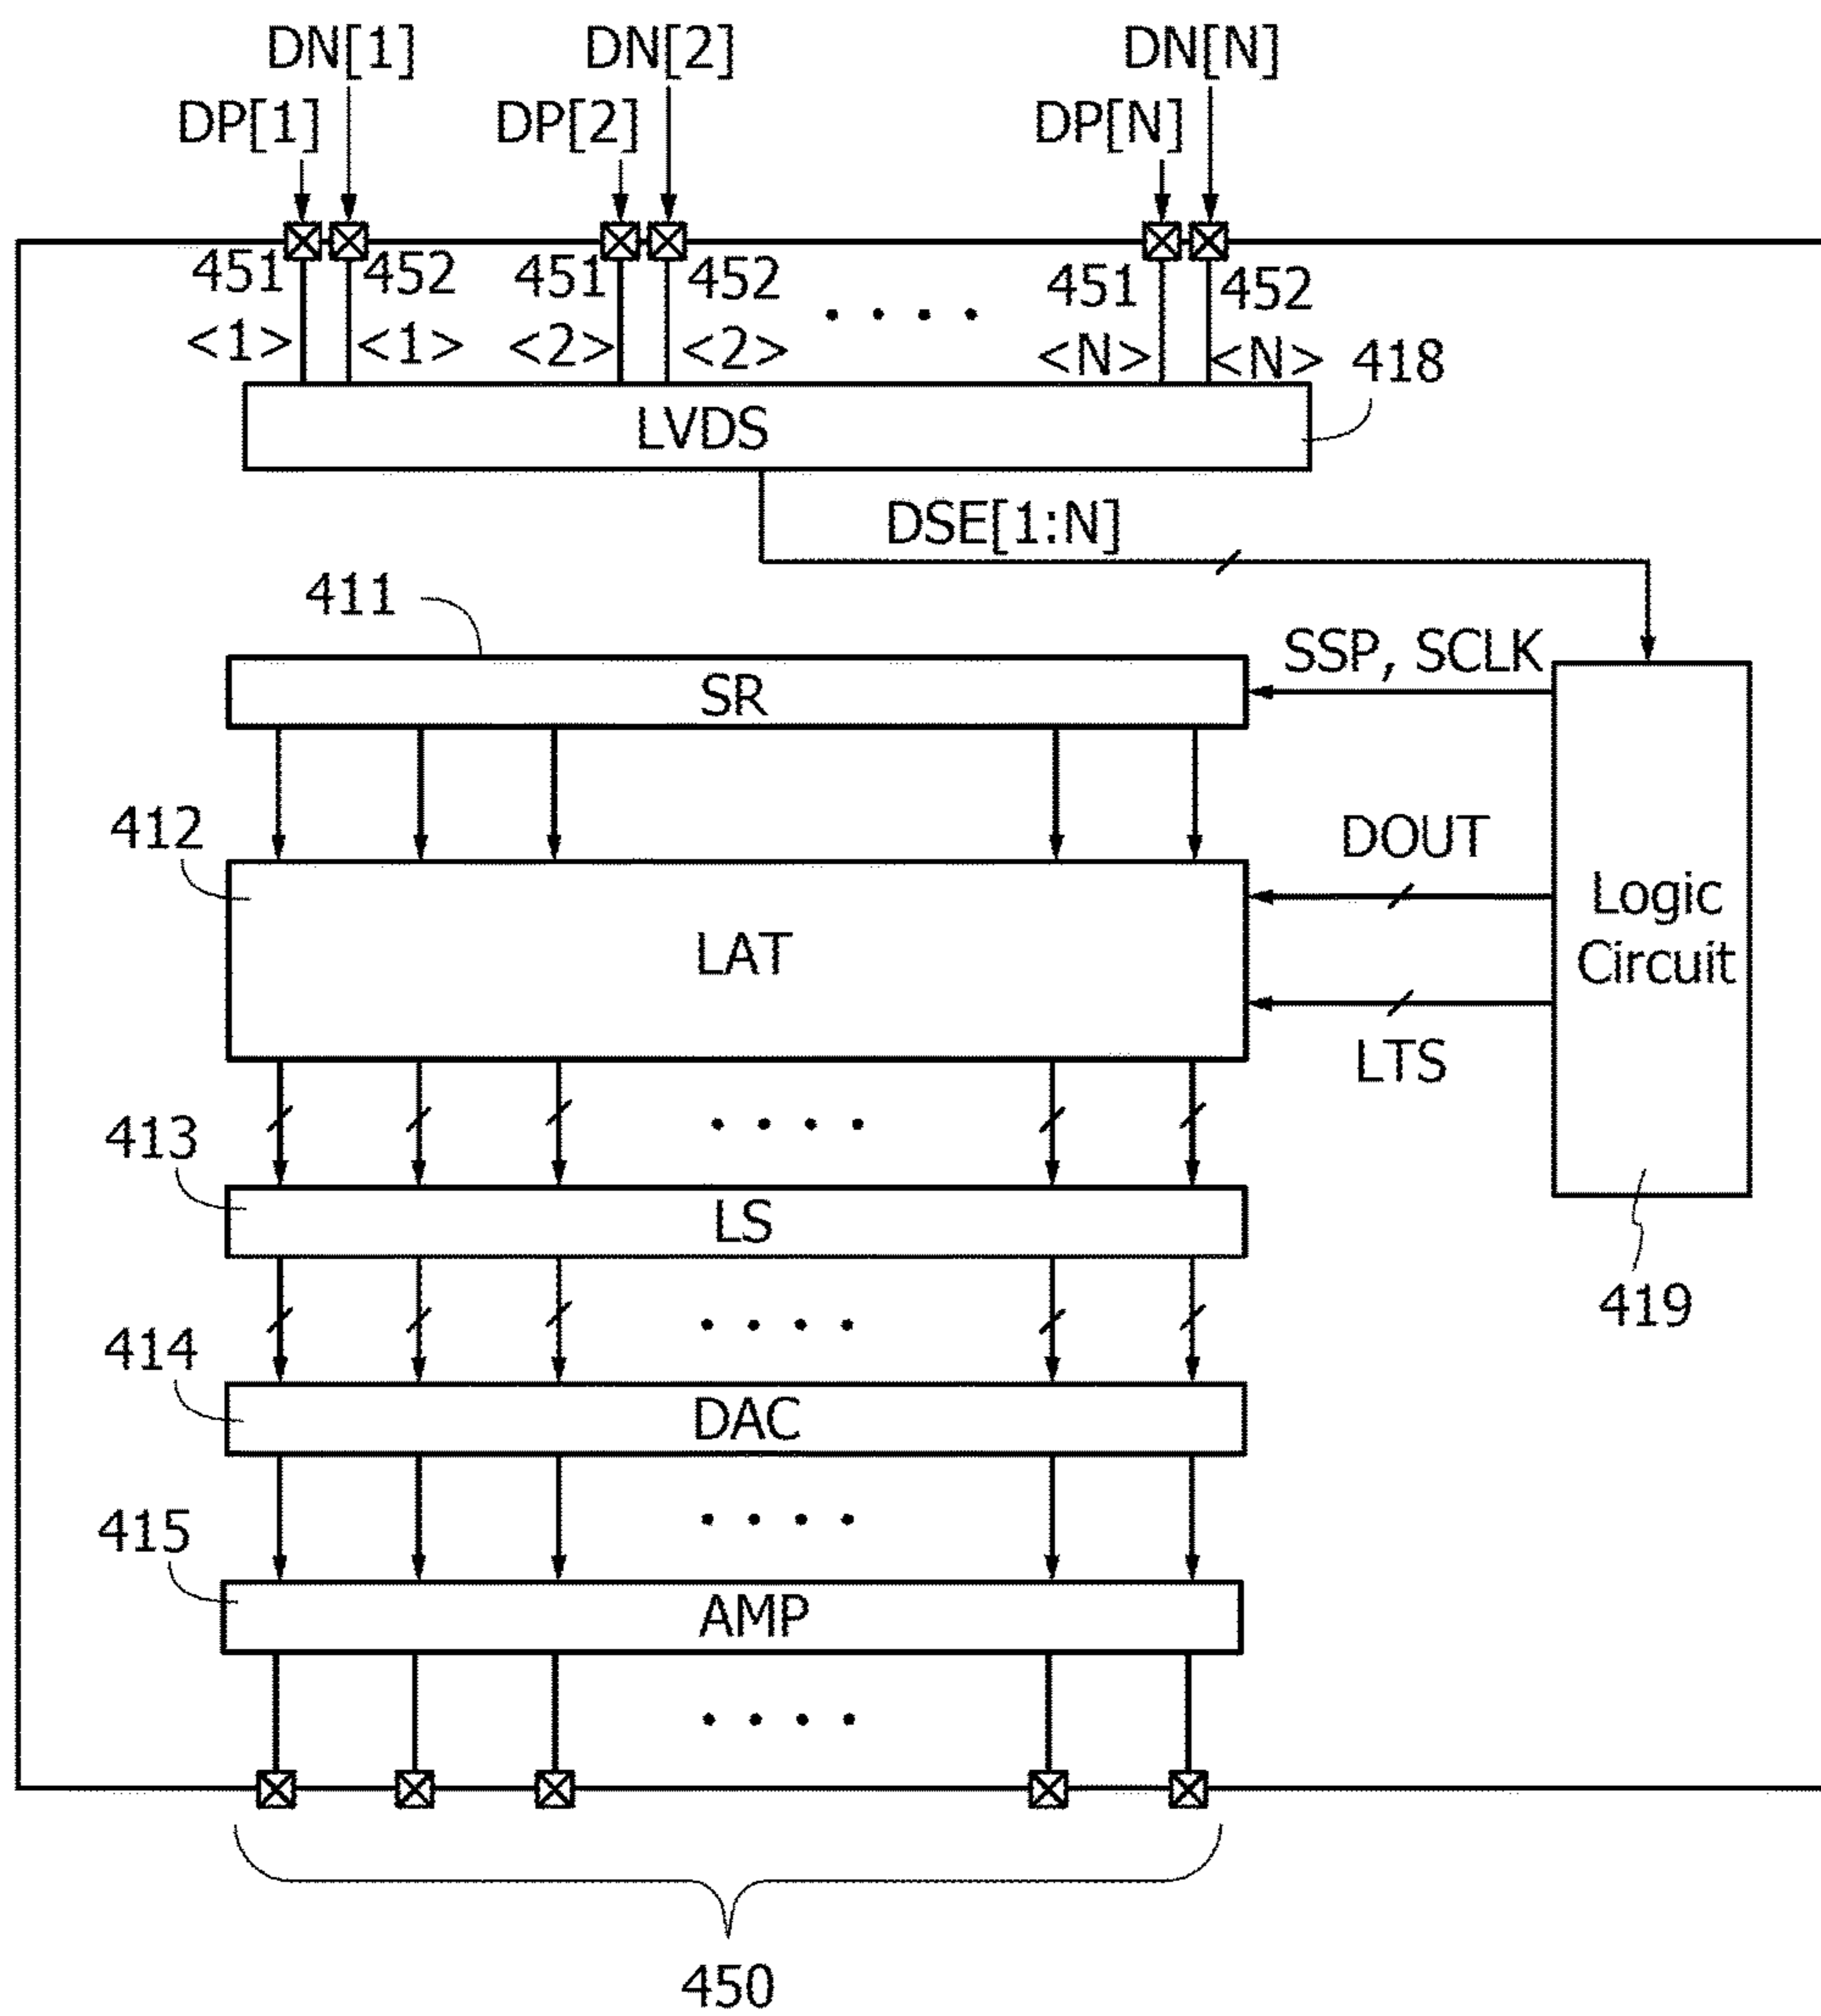 DN[1] DN[2] DN[N]
DP[1] DP[2] DP[N]
451 452 451 452 451 452
<1> <1> <2> <2> <N> <N>
418
LVDS
DSE[1:N]
411
SSP, SCLK
SR
412
DOUT
Logic
Circuit
LAT
LTS
413
LS
419
414
DAC
415
AMP
450